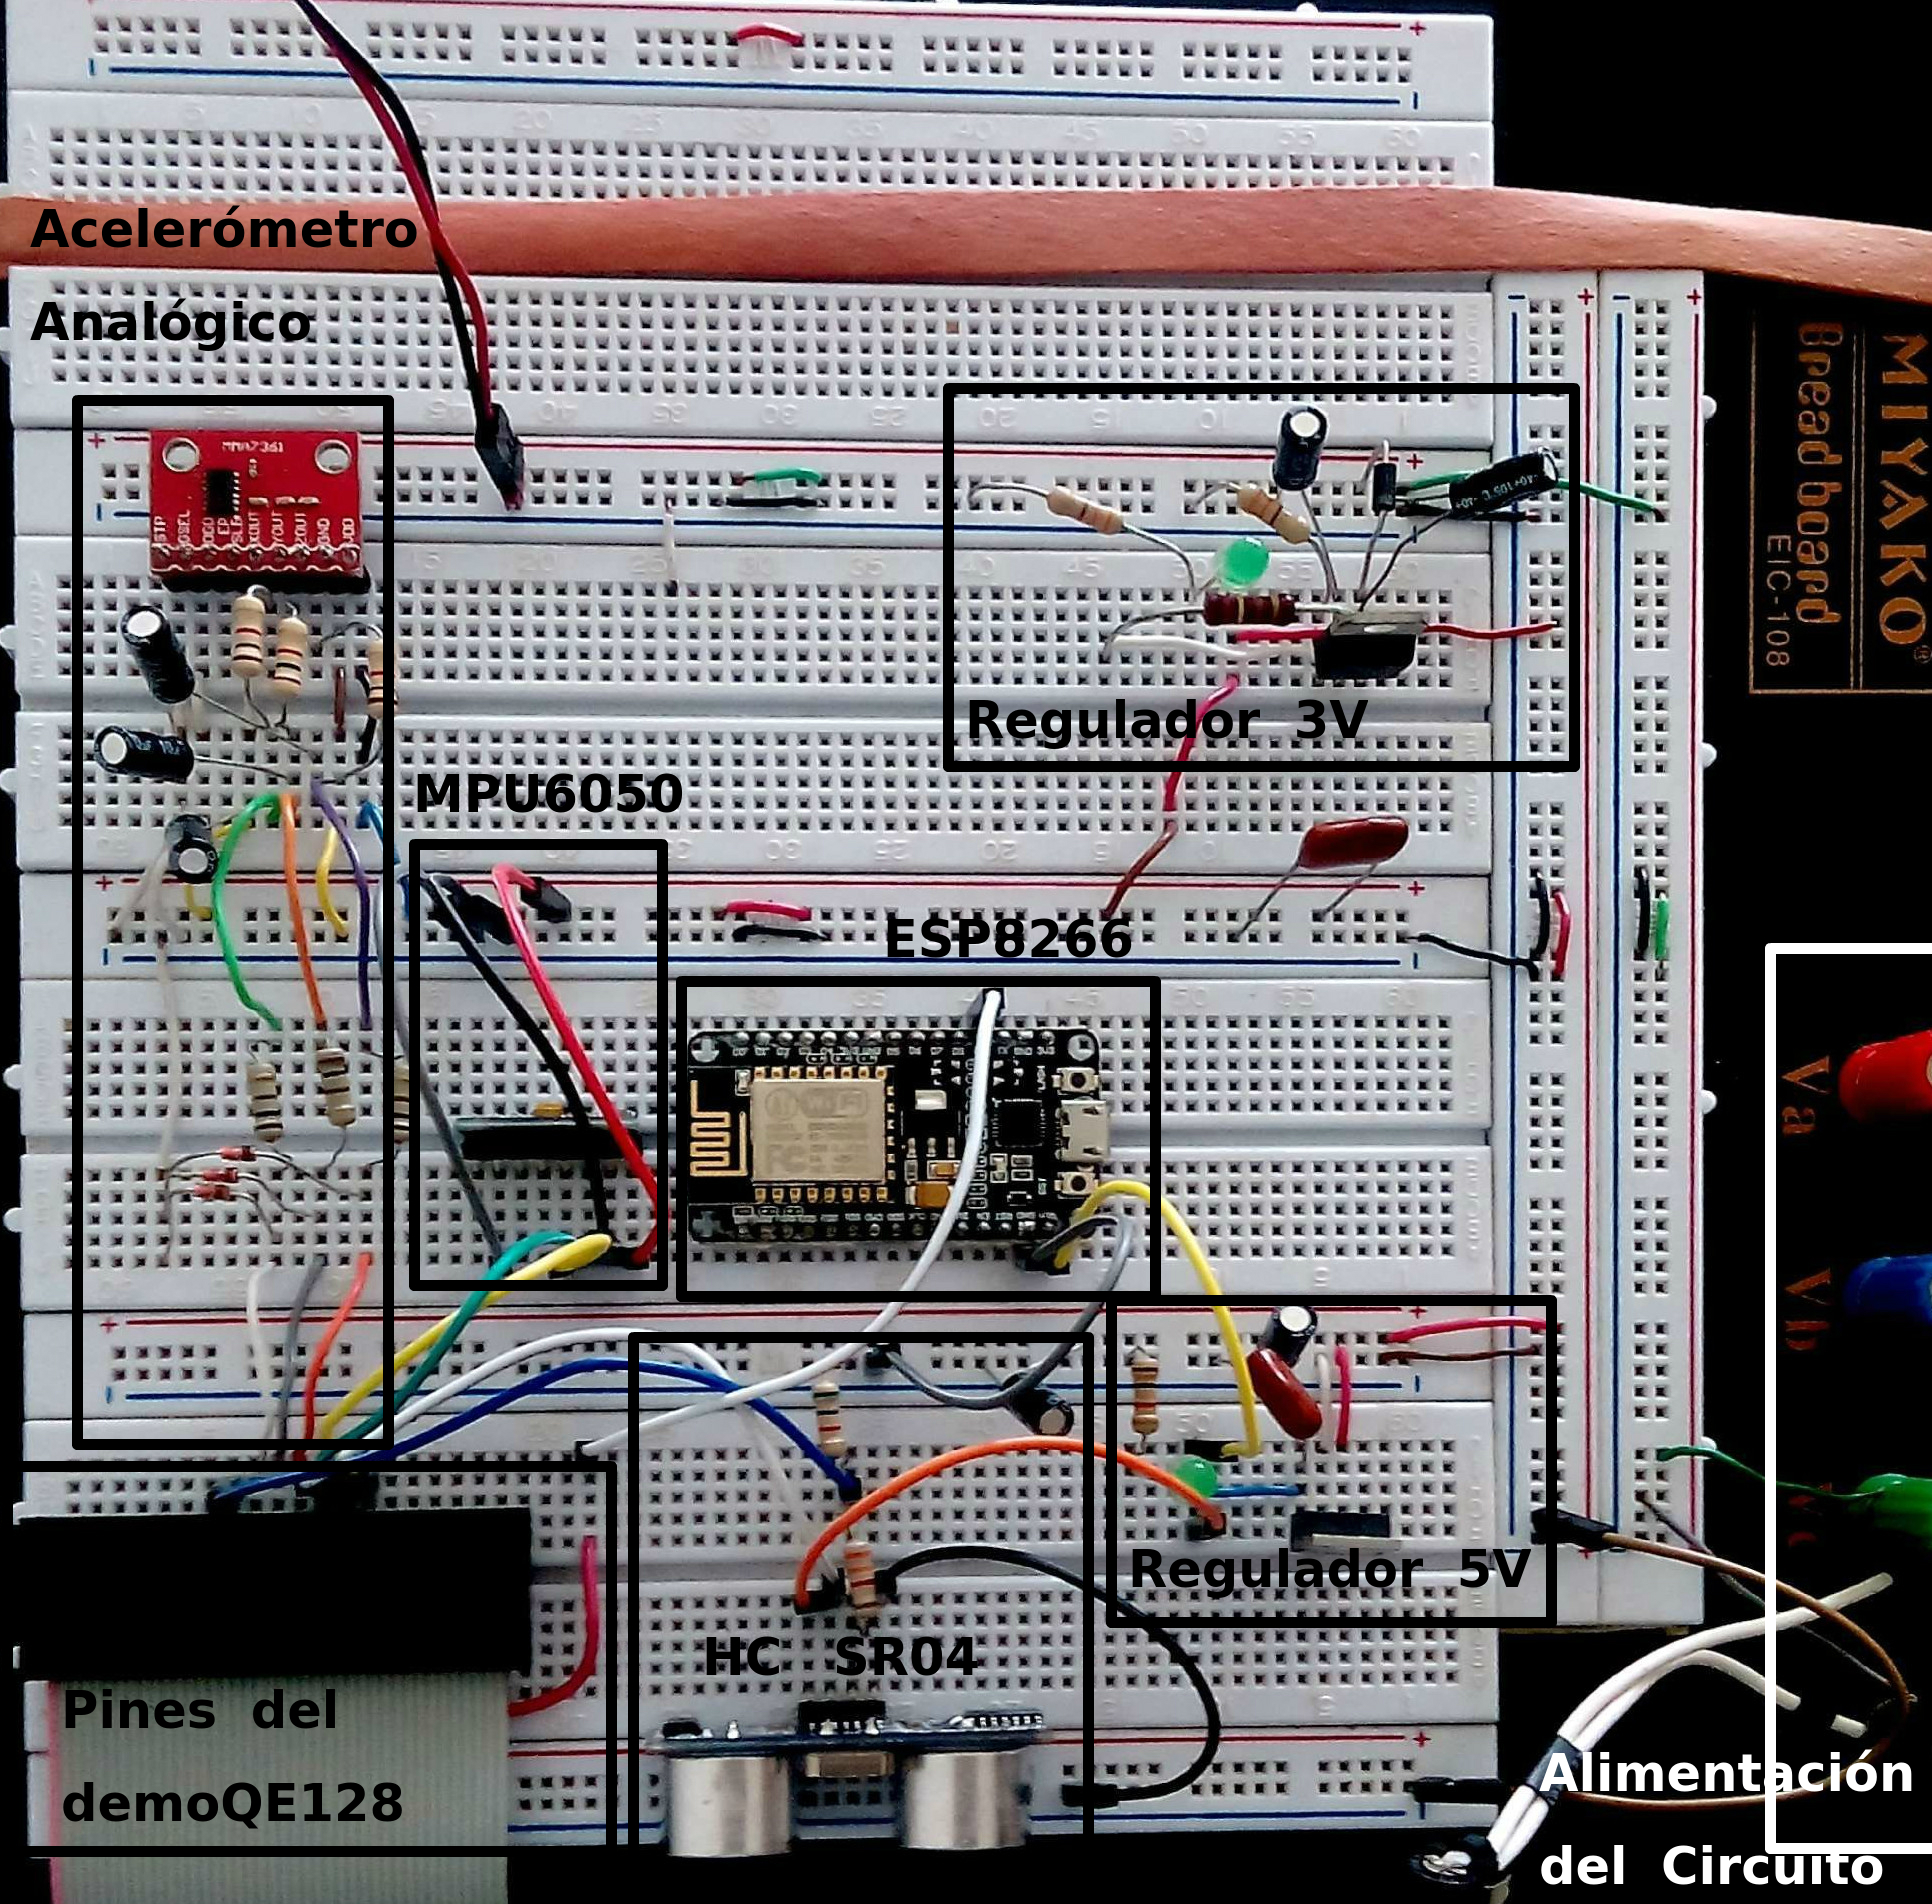 Acelerómetro
Analógico
MMA7361
Regulador 3V
MPU6050
ESP8266
MIYAKO
Bread board
EIC-108
Va
Vb
Regulador 5V
HC SR04
Pines del
demoQE128
Alimentación
del Circuito